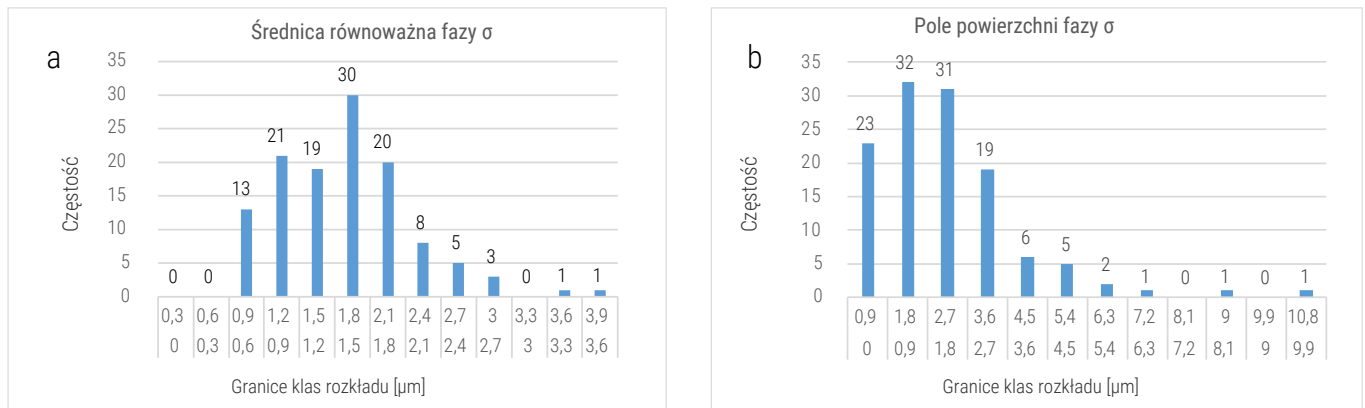 a
Średnica równoważna fazy σ
35
30
25
20
15
10
5
0
Częstość
0 0 13 21 19 30 20 8 5 3 0 1 1
0,3 0,6 0,9 1,2 1,5 1,8 2,1 2,4 2,7 3 3,3 3,6 3,9
0 0,3 0,6 0,9 1,2 1,5 1,8 2,1 2,4 2,7 3 3,3 3,6
Granice klas rozkładu [µm]
b
Pole powierzchni fazy σ
35
30
25
20
15
10
5
0
Częstość
23 32 31 19 6 5 2 1 0 1 0 1
0,9 1,8 2,7 3,6 4,5 5,4 6,3 7,2 8,1 9 9,9 10,8
0 0,9 1,8 2,7 3,6 4,5 5,4 6,3 7,2 8,1 9 9,9
Granice klas rozkładu [µm]